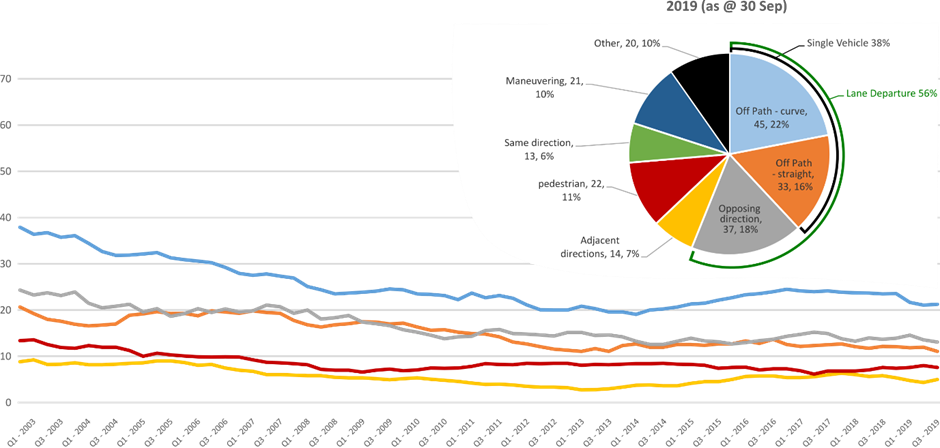 2019 (as @ 30 Sep)
Other, 20, 10%
Single Vehicle 38%
Maneuvering, 21,
10%
Lane Departure 56%
Off Path - curve,
45, 22%
Same direction,
13, 6%
Off Path
- straight,
33, 16%
pedestrian, 22,
11%
Opposing
direction,
37, 18%
Adjacent
directions, 14, 7%
70
60
50
40
30
20
10
0
Q1 - 2003
Q3 - 2003
Q1 - 2004
Q3 - 2004
Q1 - 2005
Q3 - 2005
Q1 - 2006
Q3 - 2006
Q1 - 2007
Q3 - 2007
Q1 - 2008
Q3 - 2008
Q1 - 2009
Q3 - 2009
Q1 - 2010
Q3 - 2010
Q1 - 2011
Q3 - 2011
Q1 - 2012
Q3 - 2012
Q1 - 2013
Q3 - 2013
Q1 - 2014
Q3 - 2014
Q1 - 2015
Q3 - 2015
Q1 - 2016
Q3 - 2016
Q1 - 2017
Q3 - 2017
Q1 - 2018
Q3 - 2018
Q1 - 2019
Q3 - 2019